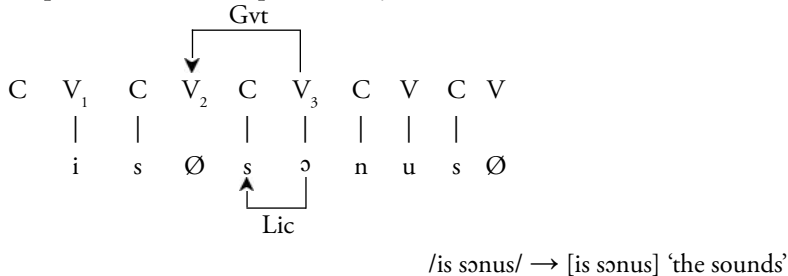 Gvt
C V₁ C V₂ C V₃ C V C V
i s Ø s ɔ n u s Ø
Lic
/is sɔnus/ → [is sɔnus] ‘the sounds’